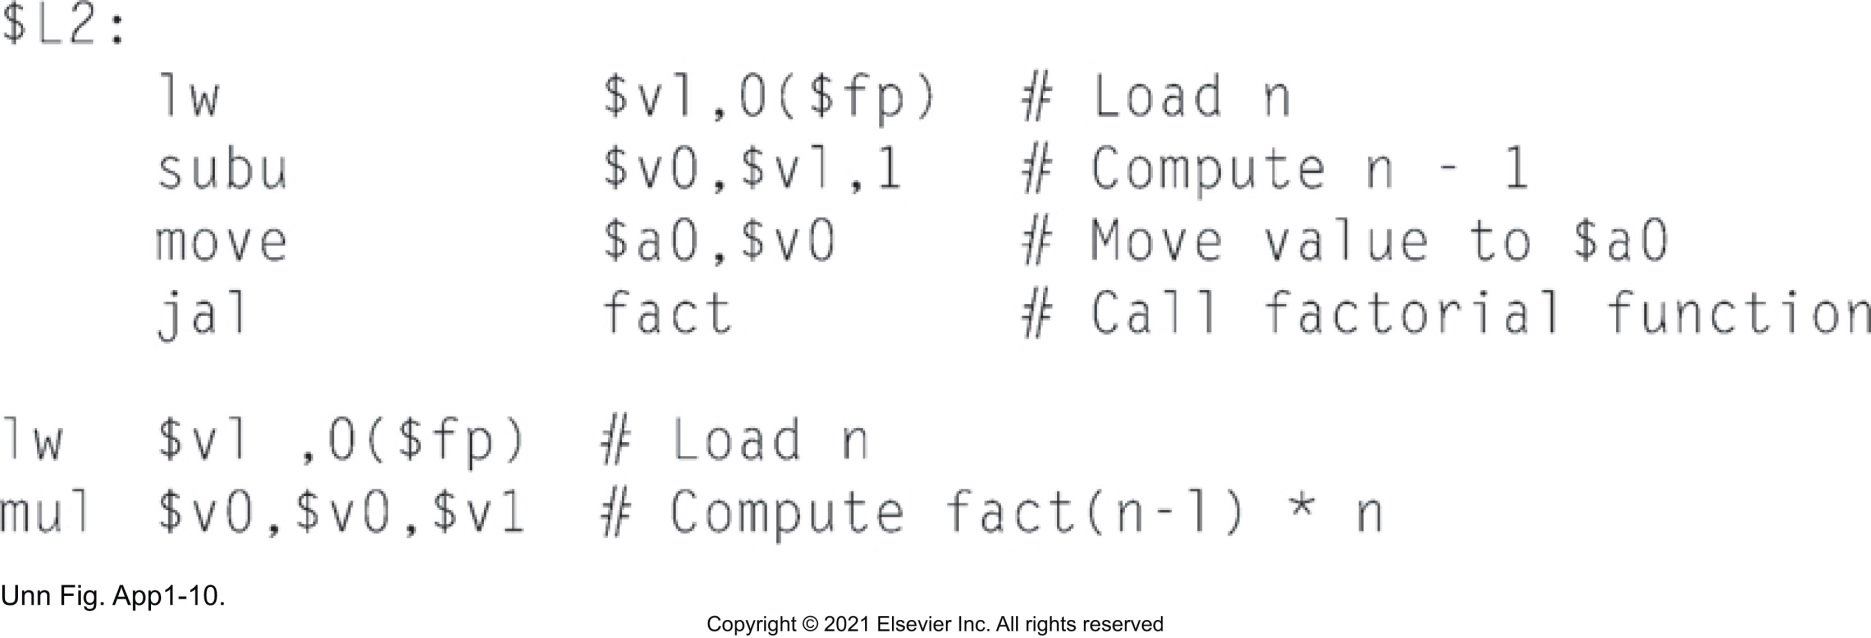 $L2:
lw $v1,0($fp) # Load n
subu $v0,$v1,1 # Compute n - 1
move $a0,$v0 # Move value to $a0
jal fact # Call factorial function
lw $v1 ,0($fp) # Load n
mul $v0,$v0,$v1 # Compute fact(n-1) * n
Unn Fig. App1-10.
Copyright © 2021 Elsevier Inc. All rights reserved